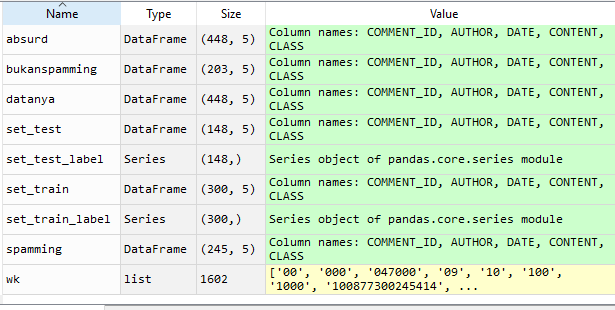 Name Type Size Value
absurd DataFrame (448, 5) Column names: COMMENT_ID, AUTHOR, DATE, CONTENT,
CLASS
bukanspamming DataFrame (203, 5) Column names: COMMENT_ID, AUTHOR, DATE, CONTENT,
CLASS
datanya DataFrame (448, 5) Column names: COMMENT_ID, AUTHOR, DATE, CONTENT,
CLASS
set_test DataFrame (148, 5) Column names: COMMENT_ID, AUTHOR, DATE, CONTENT,
CLASS
set_test_label Series (148,) Series object of pandas.core.series module
set_train DataFrame (300, 5) Column names: COMMENT_ID, AUTHOR, DATE, CONTENT,
CLASS
set_train_label Series (300,) Series object of pandas.core.series module
spamming DataFrame (245, 5) Column names: COMMENT_ID, AUTHOR, DATE, CONTENT,
CLASS
wk list 1602 ['00', '000', '047000', '09', '10', '100',
'1000', '100877300245414', ...